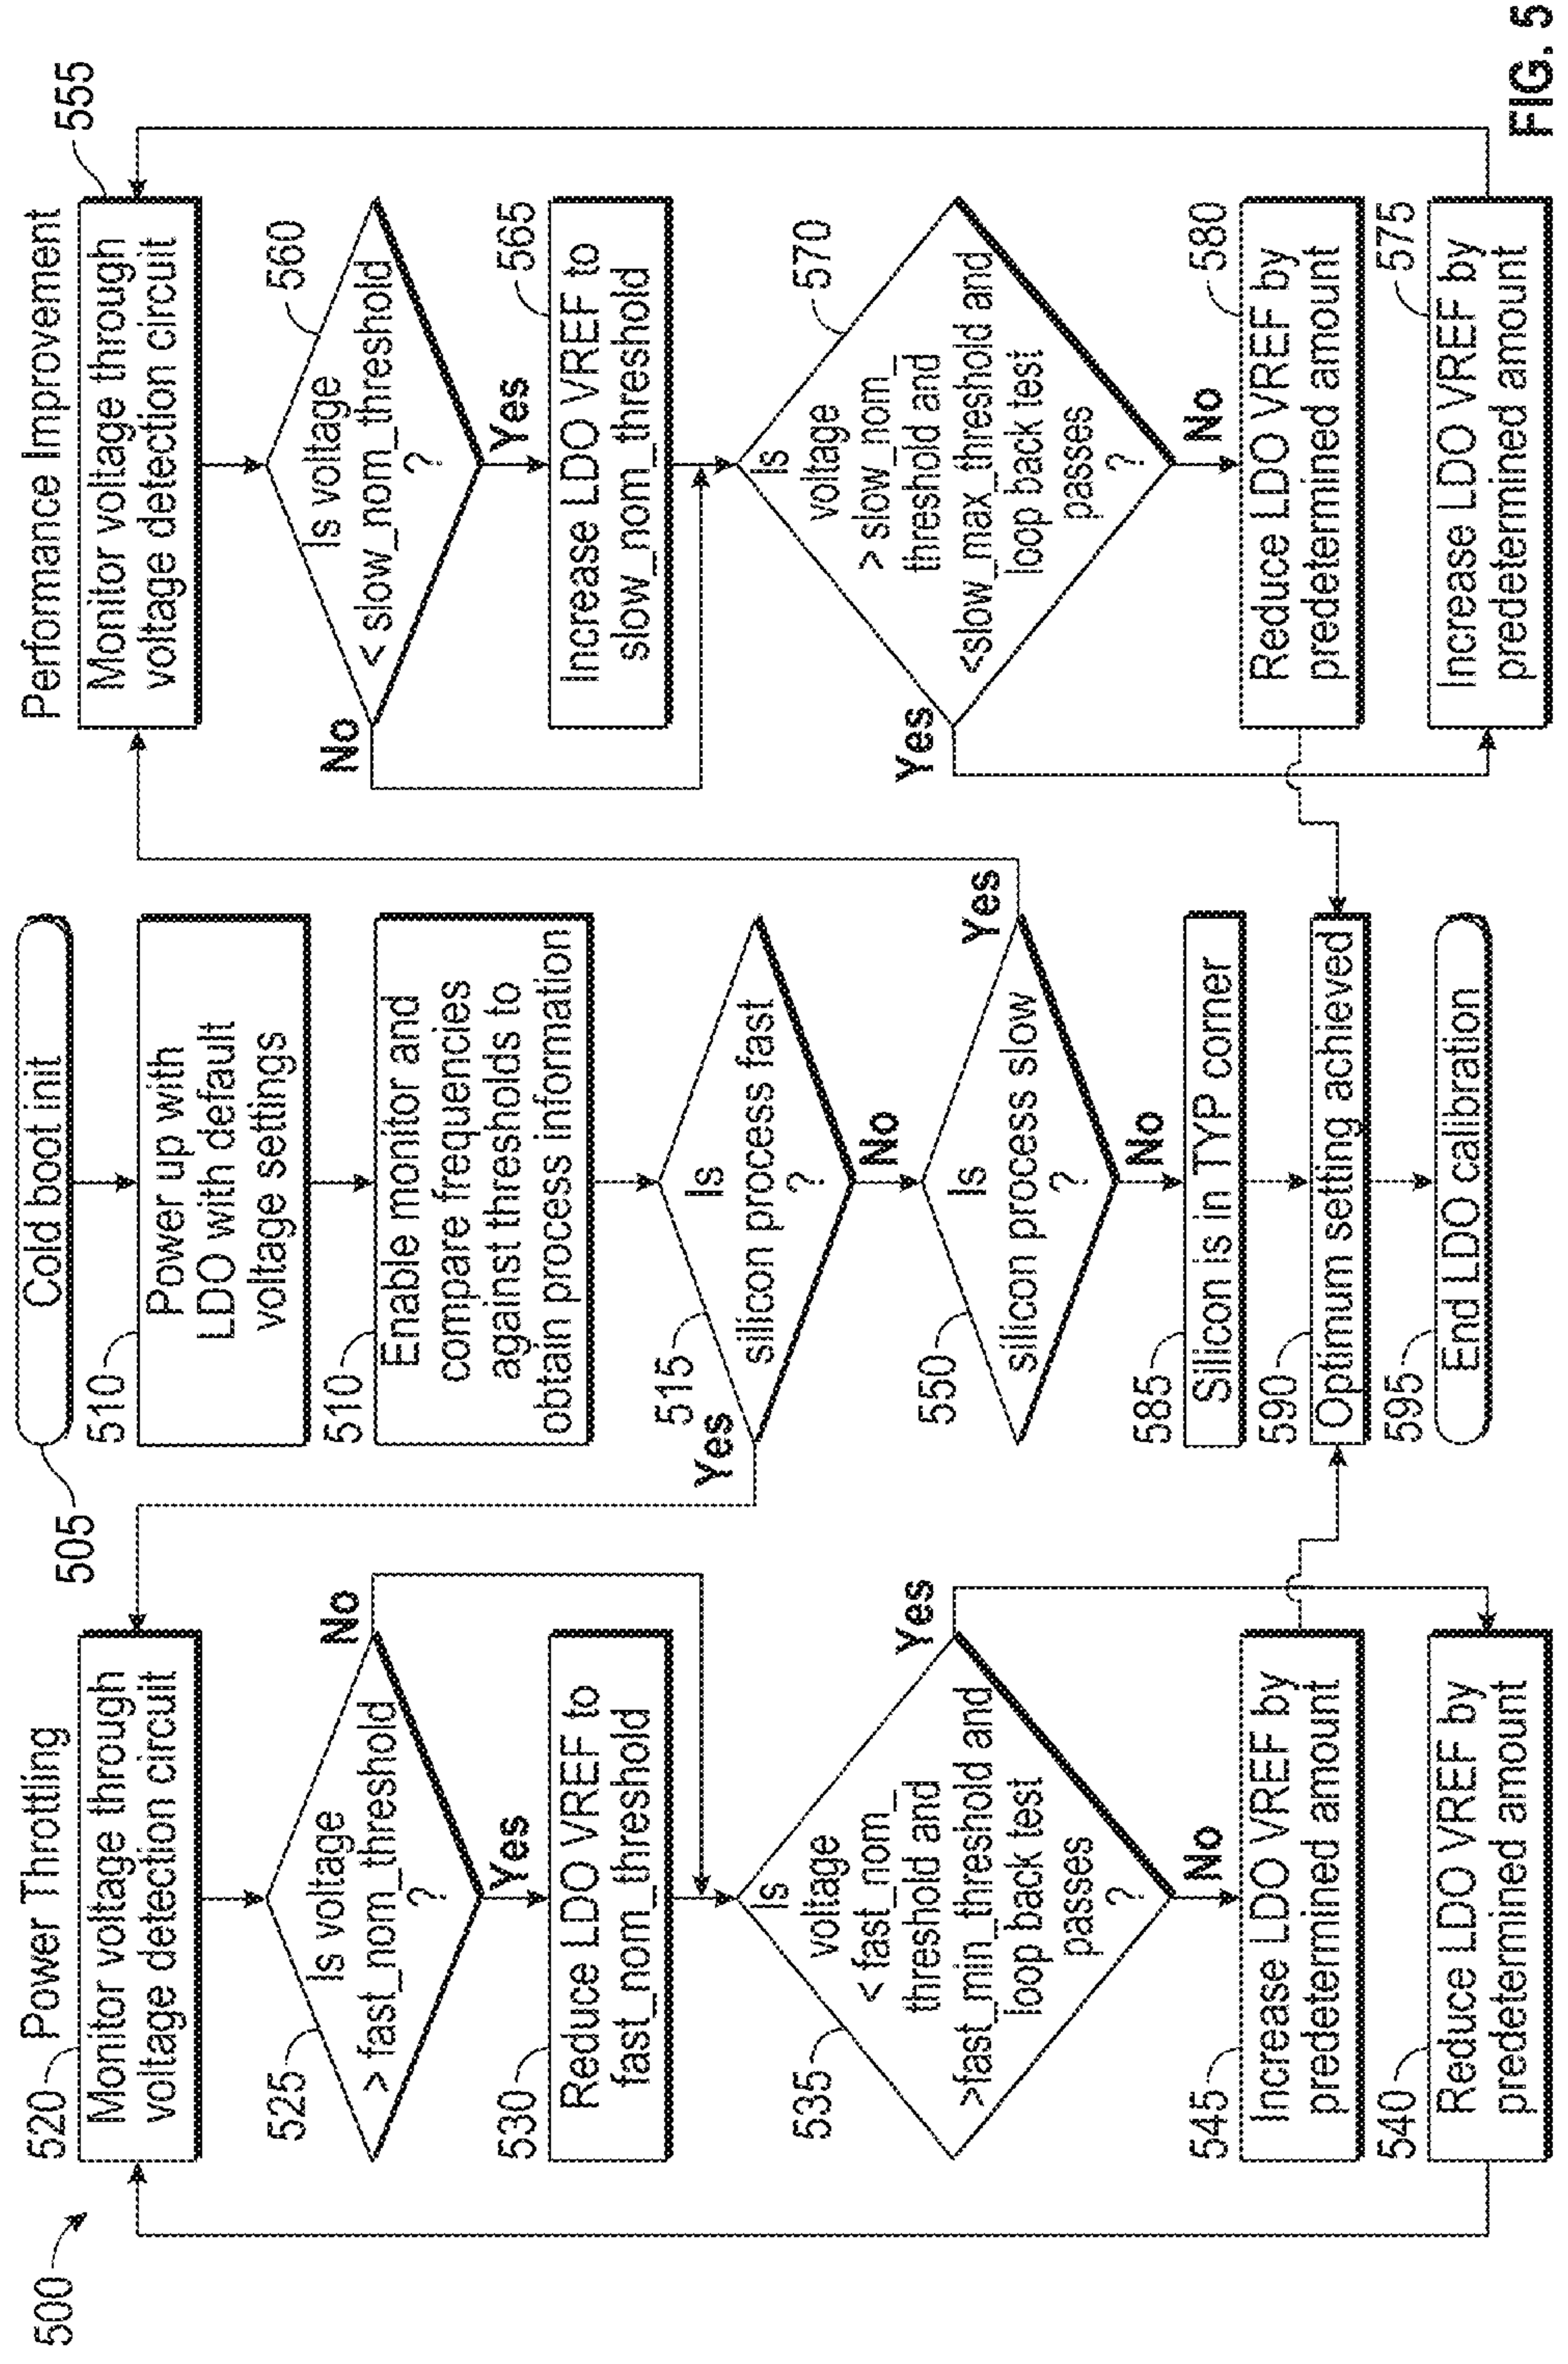 500
Power Throttling
520
Monitor voltage through
voltage detection circuit
525
Is voltage
> fast_nom_threshold
?
No
Yes
530
Reduce LDO VREF to
fast_nom_threshold
535
Is
voltage
< fast_nom_
threshold and
>fast_min_threshold and
loop back test
passes
?
Yes
No
545
Increase LDO VREF by
predetermined amount
540
Reduce LDO VREF by
predetermined amount
505
Cold boot init
510
Power up with
LDO with default
voltage settings
510
Enable monitor and
compare frequencies
against thresholds to
obtain process information
515
Is
silicon process fast
?
Yes
No
550
Is
silicon process slow
?
Yes
No
585
Silicon is in TYP corner
590
Optimum setting achieved
595
End LDO calibration
Performance Improvement
555
Monitor voltage through
voltage detection circuit
560
Is voltage
< slow_nom_threshold
?
No
Yes
565
Increase LDO VREF to
slow_nom_threshold
570
Is
voltage
> slow_nom_
threshold and
<slow_max_threshold and
loop back test
passes
?
Yes
No
580
Reduce LDO VREF by
predetermined amount
575
Increase LDO VREF by
predetermined amount
FIG. 5